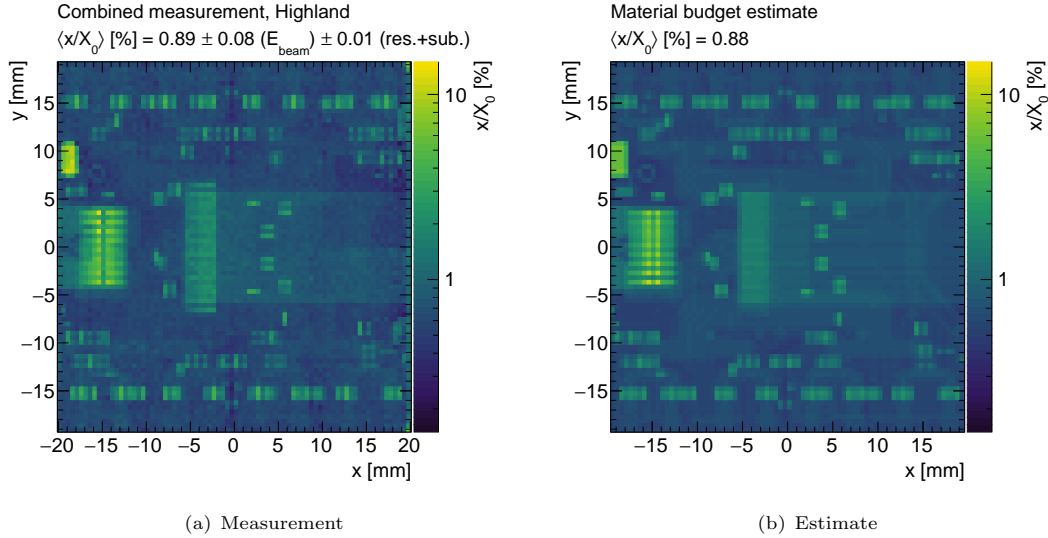 Combined measurement, Highland
⟨x/X₀⟩ [%] = 0.89 ± 0.08 (E_beam) ± 0.01 (res.+sub.)
y [mm]
15
10
5
0
−5
−10
−15
−20 −15 −10 −5 0 5 10 15 20
x [mm]
10
1
x/X₀ [%]
(a) Measurement
Material budget estimate
⟨x/X₀⟩ [%] = 0.88
y [mm]
15
10
5
0
−5
−10
−15
−15 −10 −5 0 5 10 15
x [mm]
10
1
x/X₀ [%]
(b) Estimate